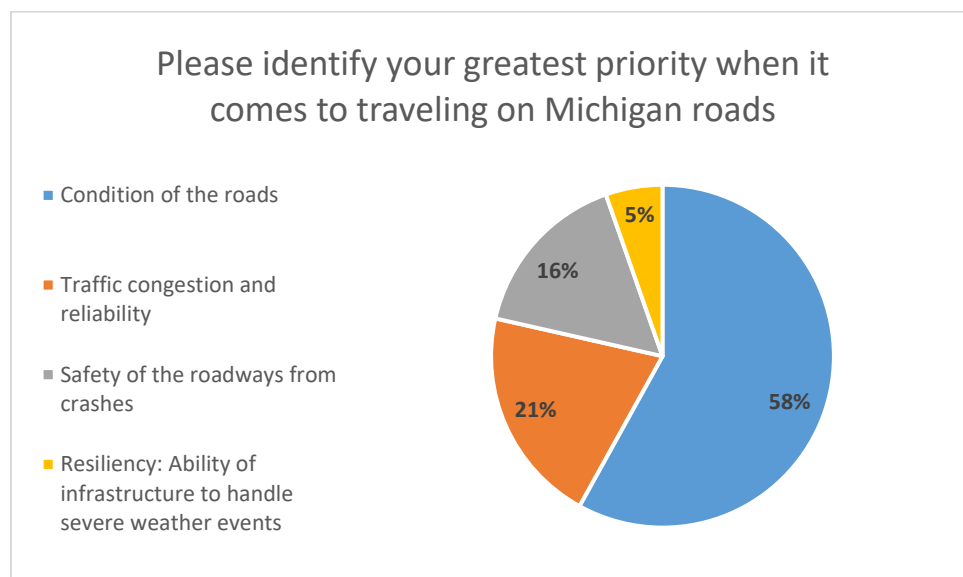 Please identify your greatest priority when it
comes to traveling on Michigan roads
Condition of the roads
Traffic congestion and
reliability
Safety of the roadways from
crashes
Resiliency: Ability of
infrastructure to handle
severe weather events
5%
16%
21%
58%